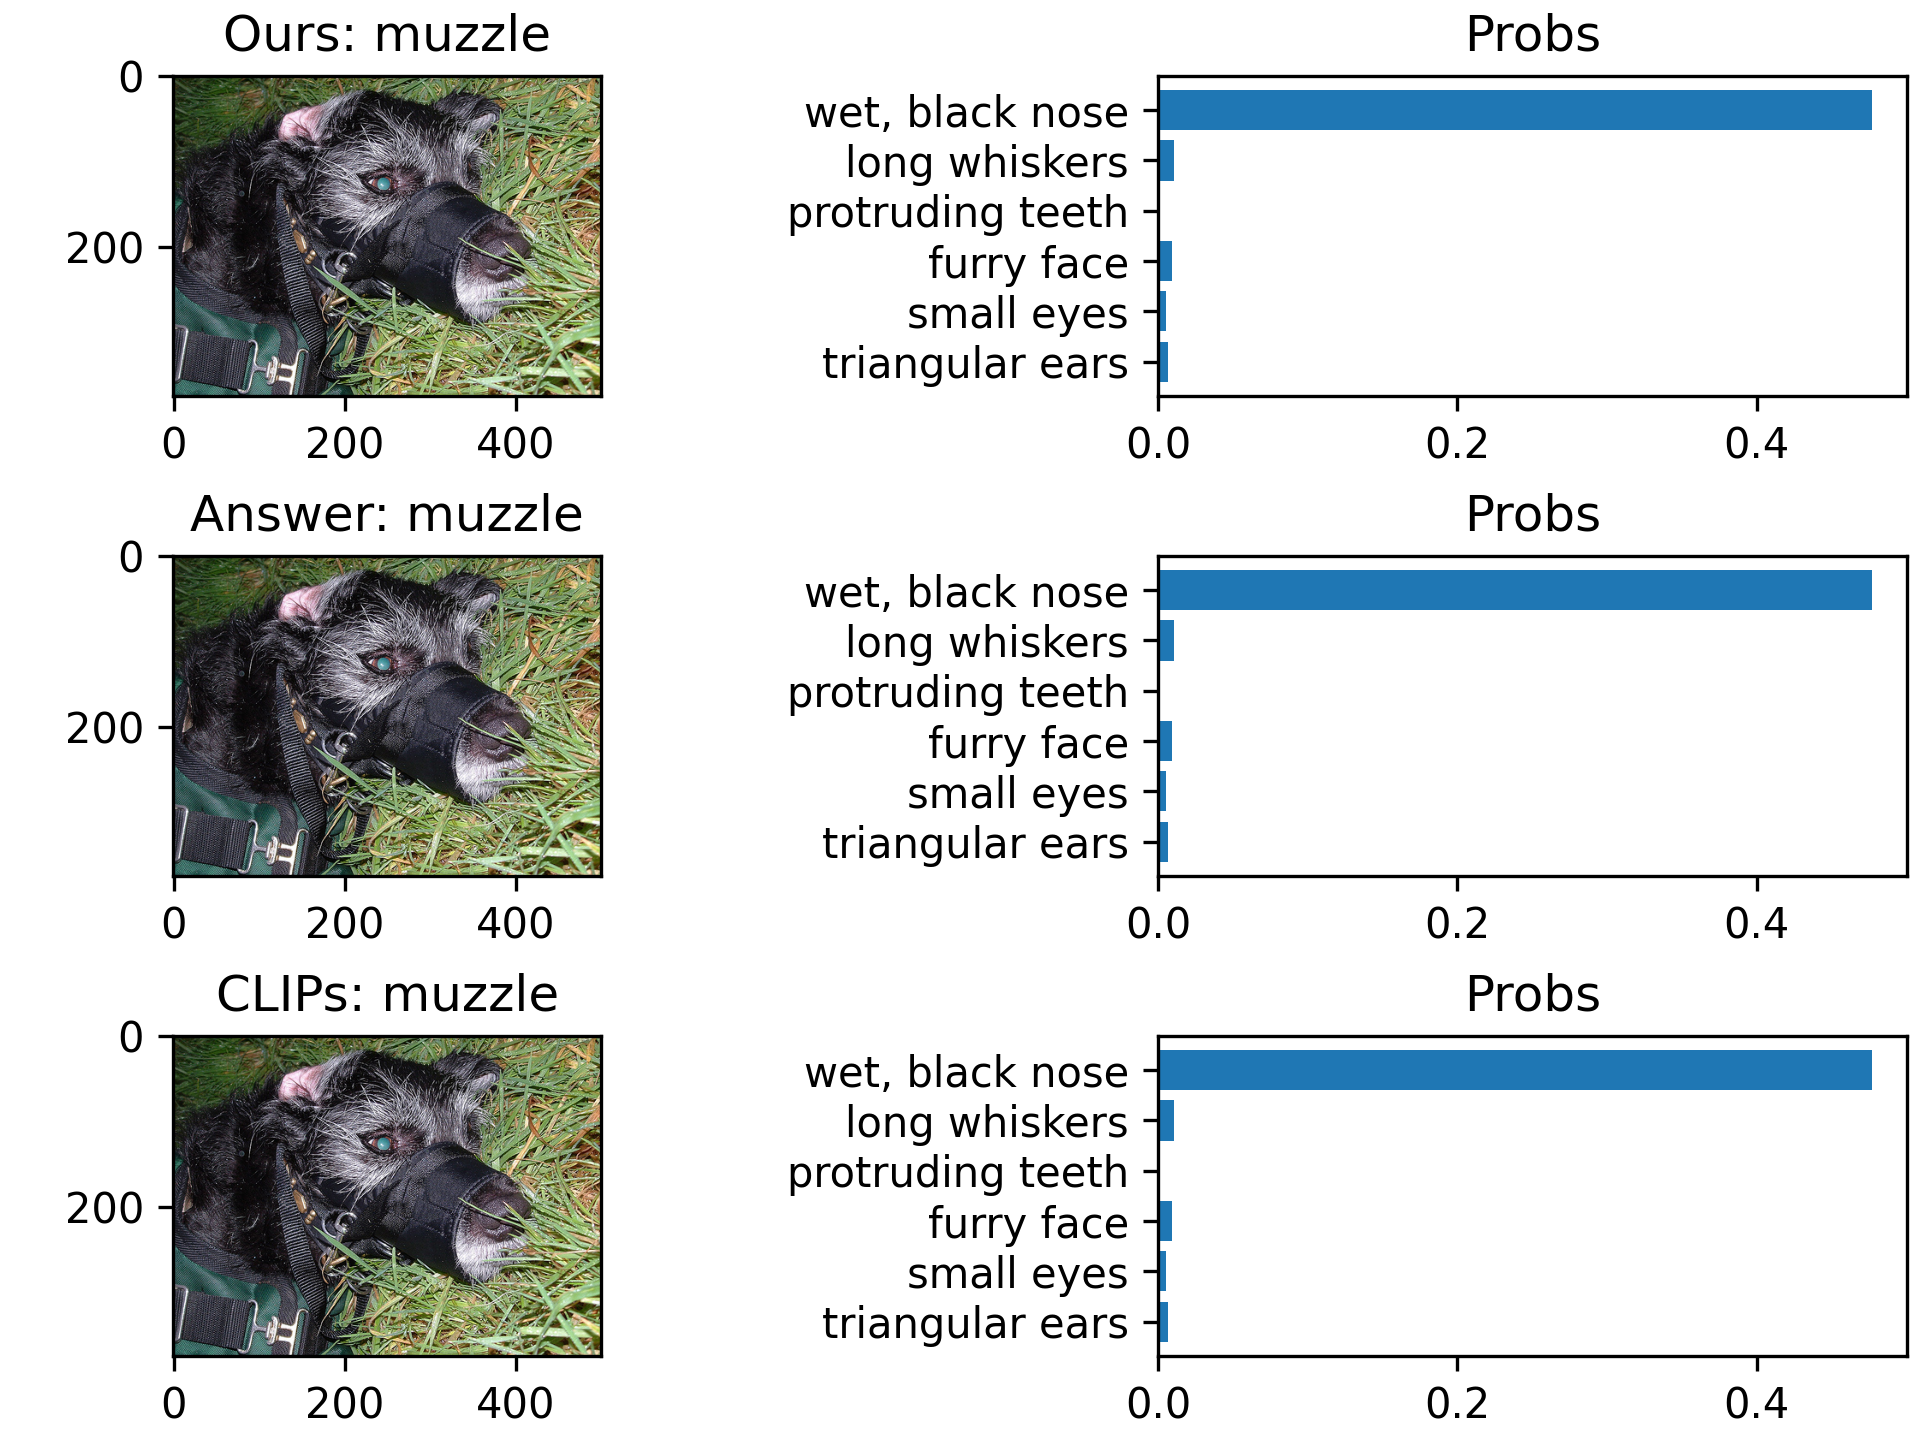 Ours: muzzle
0
200
0 200 400
Probs
wet, black nose
long whiskers
protruding teeth
furry face
small eyes
triangular ears
0.0 0.2 0.4
Answer: muzzle
0
200
0 200 400
Probs
wet, black nose
long whiskers
protruding teeth
furry face
small eyes
triangular ears
0.0 0.2 0.4
CLIPs: muzzle
0
200
0 200 400
Probs
wet, black nose
long whiskers
protruding teeth
furry face
small eyes
triangular ears
0.0 0.2 0.4